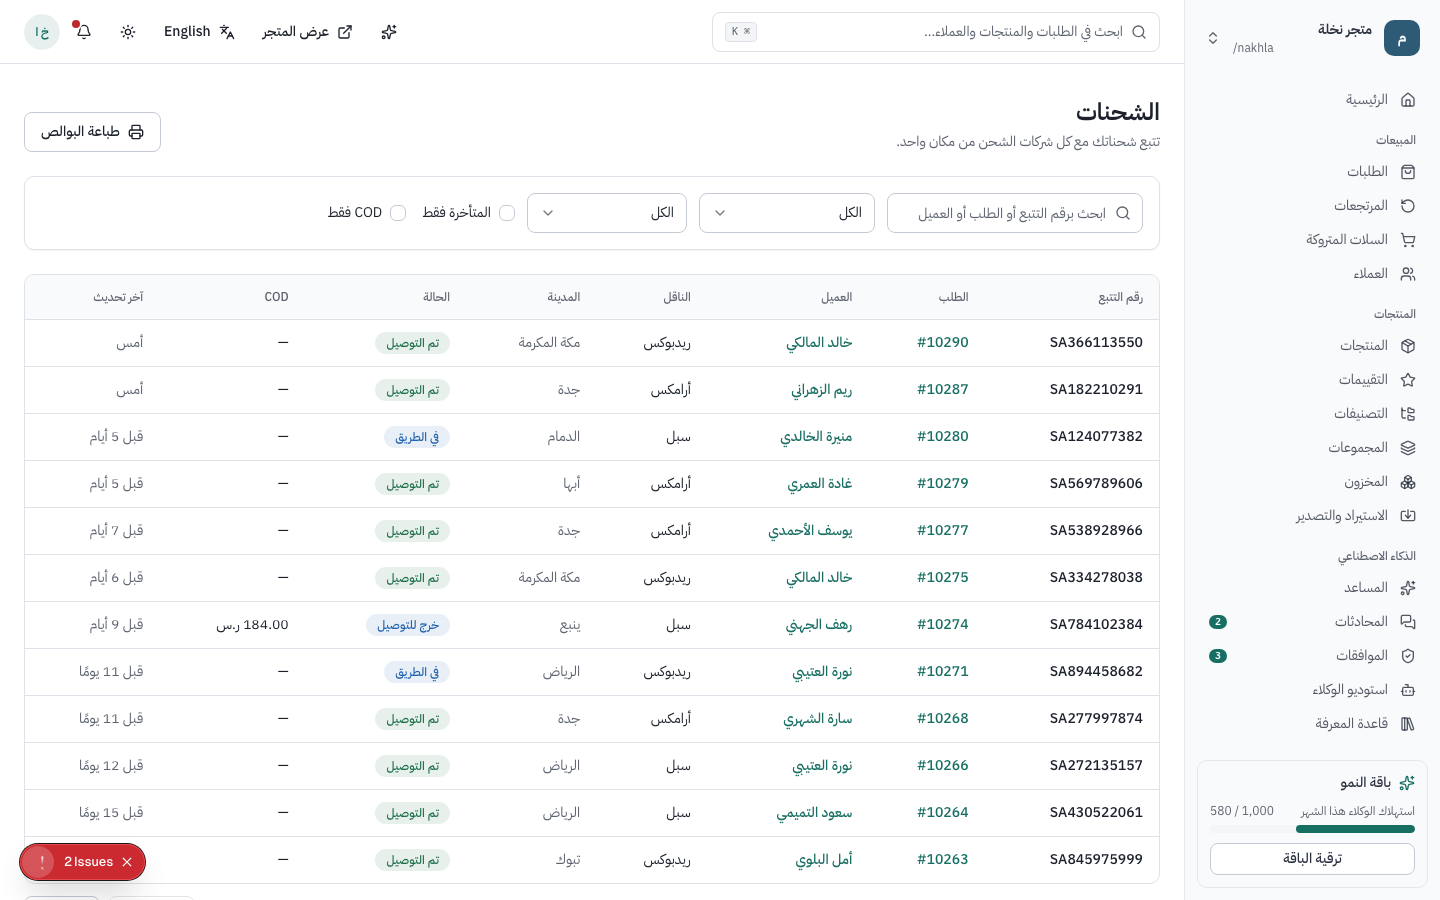 متجر نخلة
/nakhla
الرئيسية
المبيعات
الطلبات
المرتجعات
السلات المتروكة
العملاء
المنتجات
المنتجات
التقييمات
التصنيفات
المجموعات
المخزون
الاستيراد والتصدير
الذكاء الاصطناعي
المساعد
المحادثات 2
الموافقات 3
استوديو الوكلاء
قاعدة المعرفة
باقة النمو
استهلاك الوكلاء هذا الشهر 580 / 1,000
ترقية الباقة
م
ابحث في الطلبات والمنتجات والعملاء... ⌘ K
عرض المتجر
English
خ ا
الشحنات
تتبع شحناتك مع كل شركات الشحن من مكان واحد.
طباعة البوالص
ابحث برقم التتبع أو الطلب أو العميل الكل الكل المتأخرة فقط COD فقط
رقم التتبع الطلب العميل الناقل المدينة الحالة COD آخر تحديث
SA366113550 #10290 خالد المالكي ريدبوكس مكة المكرمة تم التوصيل — أمس
SA182210291 #10287 ريم الزهراني أرامكس جدة تم التوصيل — أمس
SA124077382 #10280 منيرة الخالدي سبل الدمام في الطريق — قبل 5 أيام
SA569789606 #10279 غادة العمري أرامكس أبها تم التوصيل — قبل 5 أيام
SA538928966 #10277 يوسف الأحمدي أرامكس جدة تم التوصيل — قبل 7 أيام
SA334278038 #10275 خالد المالكي ريدبوكس مكة المكرمة تم التوصيل — قبل 6 أيام
SA784102384 #10274 رهف الجهني سبل ينبع خرج للتوصيل 184.00 ر.س قبل 9 أيام
SA894458682 #10271 نورة العتيبي ريدبوكس الرياض في الطريق — قبل 11 يومًا
SA277997874 #10268 سارة الشهري أرامكس جدة تم التوصيل — قبل 11 يومًا
SA272135157 #10266 نورة العتيبي سبل الرياض تم التوصيل — قبل 12 يومًا
SA430522061 #10264 سعود التميمي سبل الرياض تم التوصيل — قبل 15 يومًا
SA845975999 #10263 أمل البلوي ريدبوكس تبوك تم التوصيل —
2 Issues